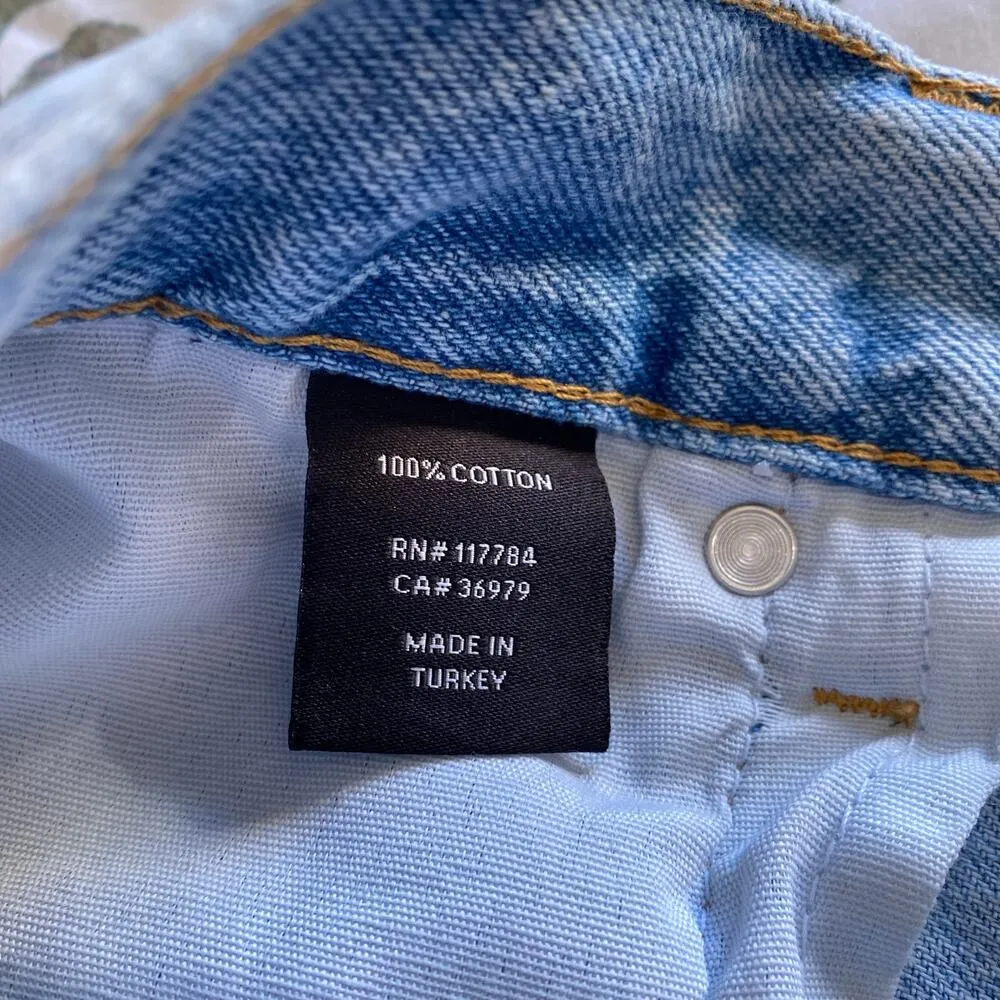 100% COTTON
RN# 117784
CA# 36979
MADE IN
TURKEY